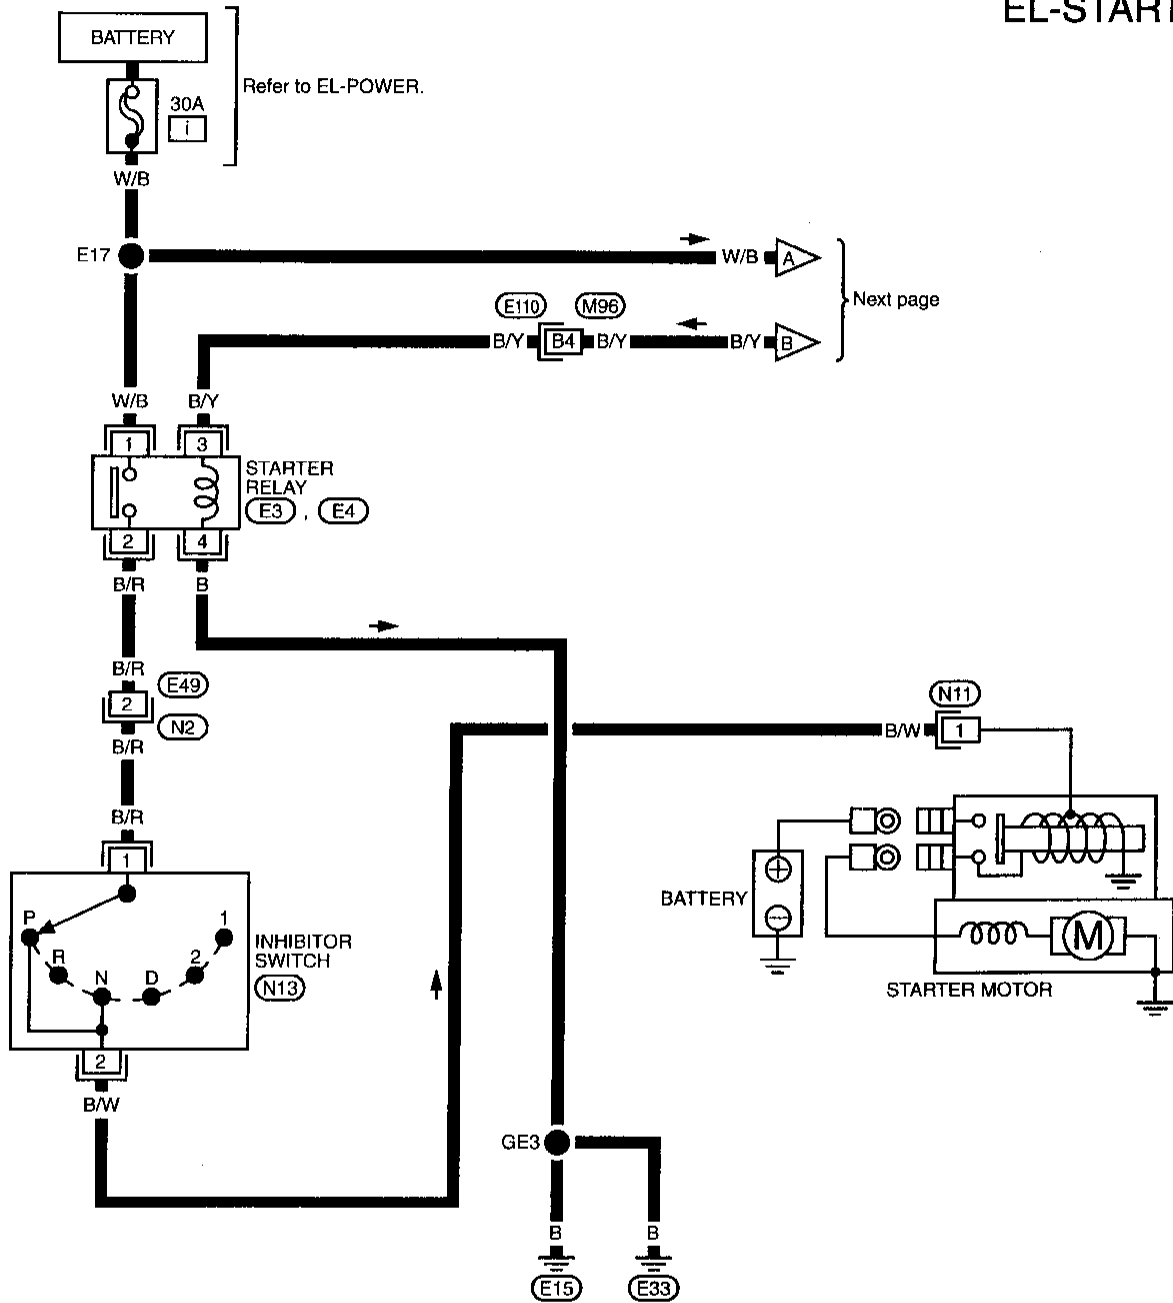 EL-START
BATTERY
Refer to EL-POWER.
30A
i
W/B
E17
W/B
A
E110
M96
Next page
B/Y
B4
B/Y
B/Y
B
W/B
B/Y
1
3
STARTER
RELAY
E3 , E4
2
4
B/R
B
B/R
E49
2
N2
B/R
N11
B/W
1
B/R
1
P
R
N
D
2
1
INHIBITOR
SWITCH
N13
BATTERY
+
−
M
STARTER MOTOR
2
B/W
GE3
B
B
E15
E33